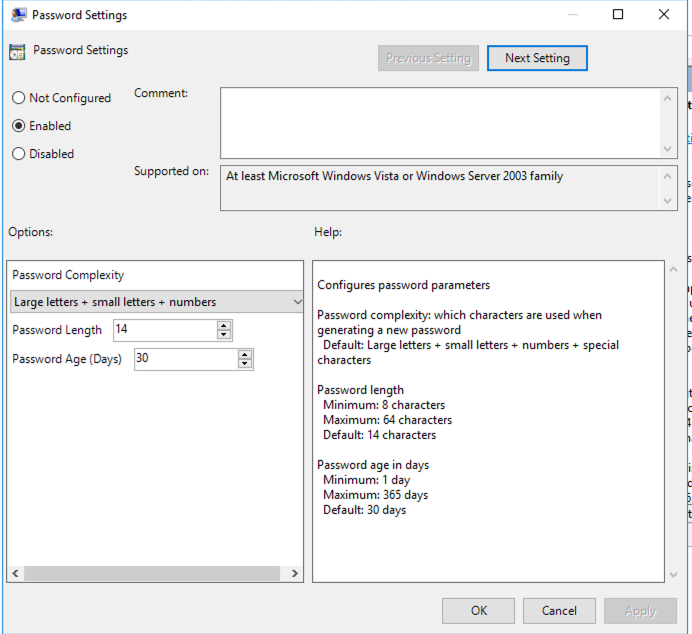 Password Settings
Password Settings
Previous Setting
Next Setting
Not Configured
Comment:
Enabled
Disabled
Supported on:
At least Microsoft Windows Vista or Windows Server 2003 family
Options:
Help:
Password Complexity
Large letters + small letters + numbers
Password Length 14
Password Age (Days) 30
Configures password parameters
Password complexity: which characters are used when
generating a new password
Default: Large letters + small letters + numbers + special
characters
Password length
Minimum: 8 characters
Maximum: 64 characters
Default: 14 characters
Password age in days
Minimum: 1 day
Maximum: 365 days
Default: 30 days
OK
Cancel
Apply